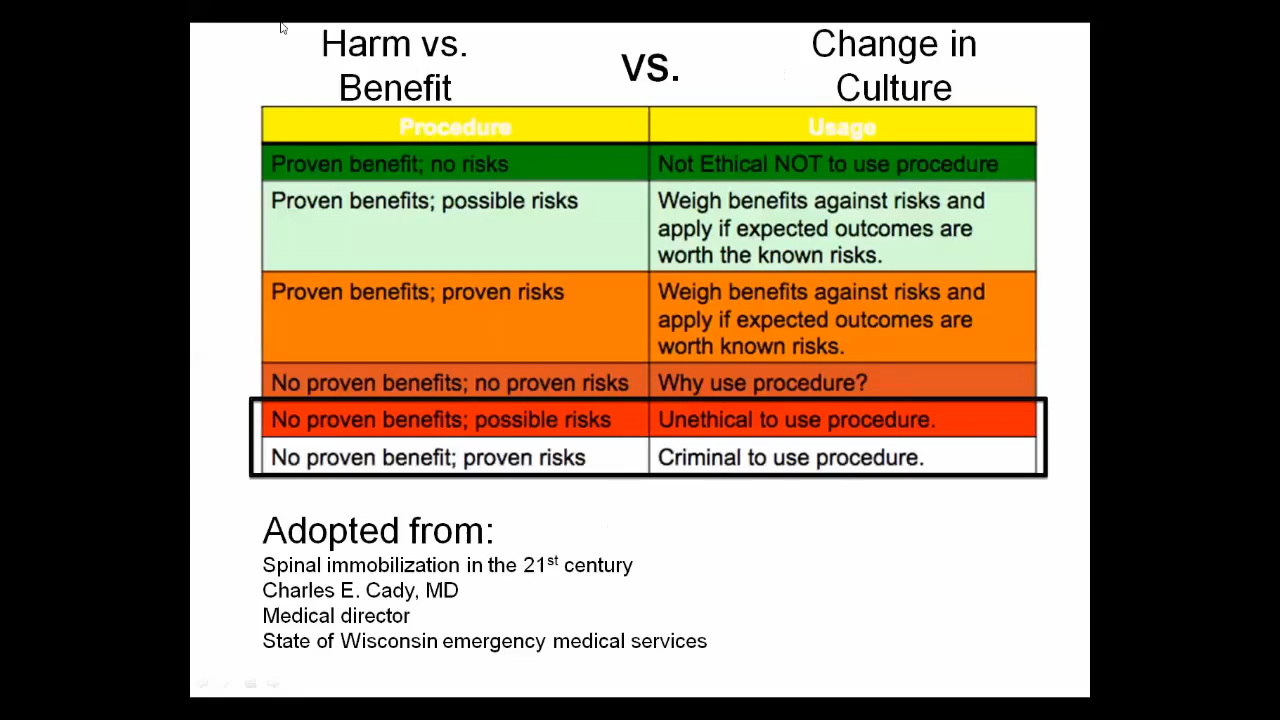 Harm vs.
Benefit
vs.
Change in
Culture
Procedure
Usage
Proven benefit; no risks
Not Ethical NOT to use procedure
Proven benefits; possible risks
Weigh benefits against risks and
apply if expected outcomes are
worth the known risks.
Proven benefits; proven risks
Weigh benefits against risks and
apply if expected outcomes are
worth known risks.
No proven benefits; no proven risks
Why use procedure?
No proven benefits; possible risks
Unethical to use procedure.
No proven benefit; proven risks
Criminal to use procedure.
Adopted from:
Spinal immobilization in the 21st century
Charles E. Cady, MD
Medical director
State of Wisconsin emergency medical services